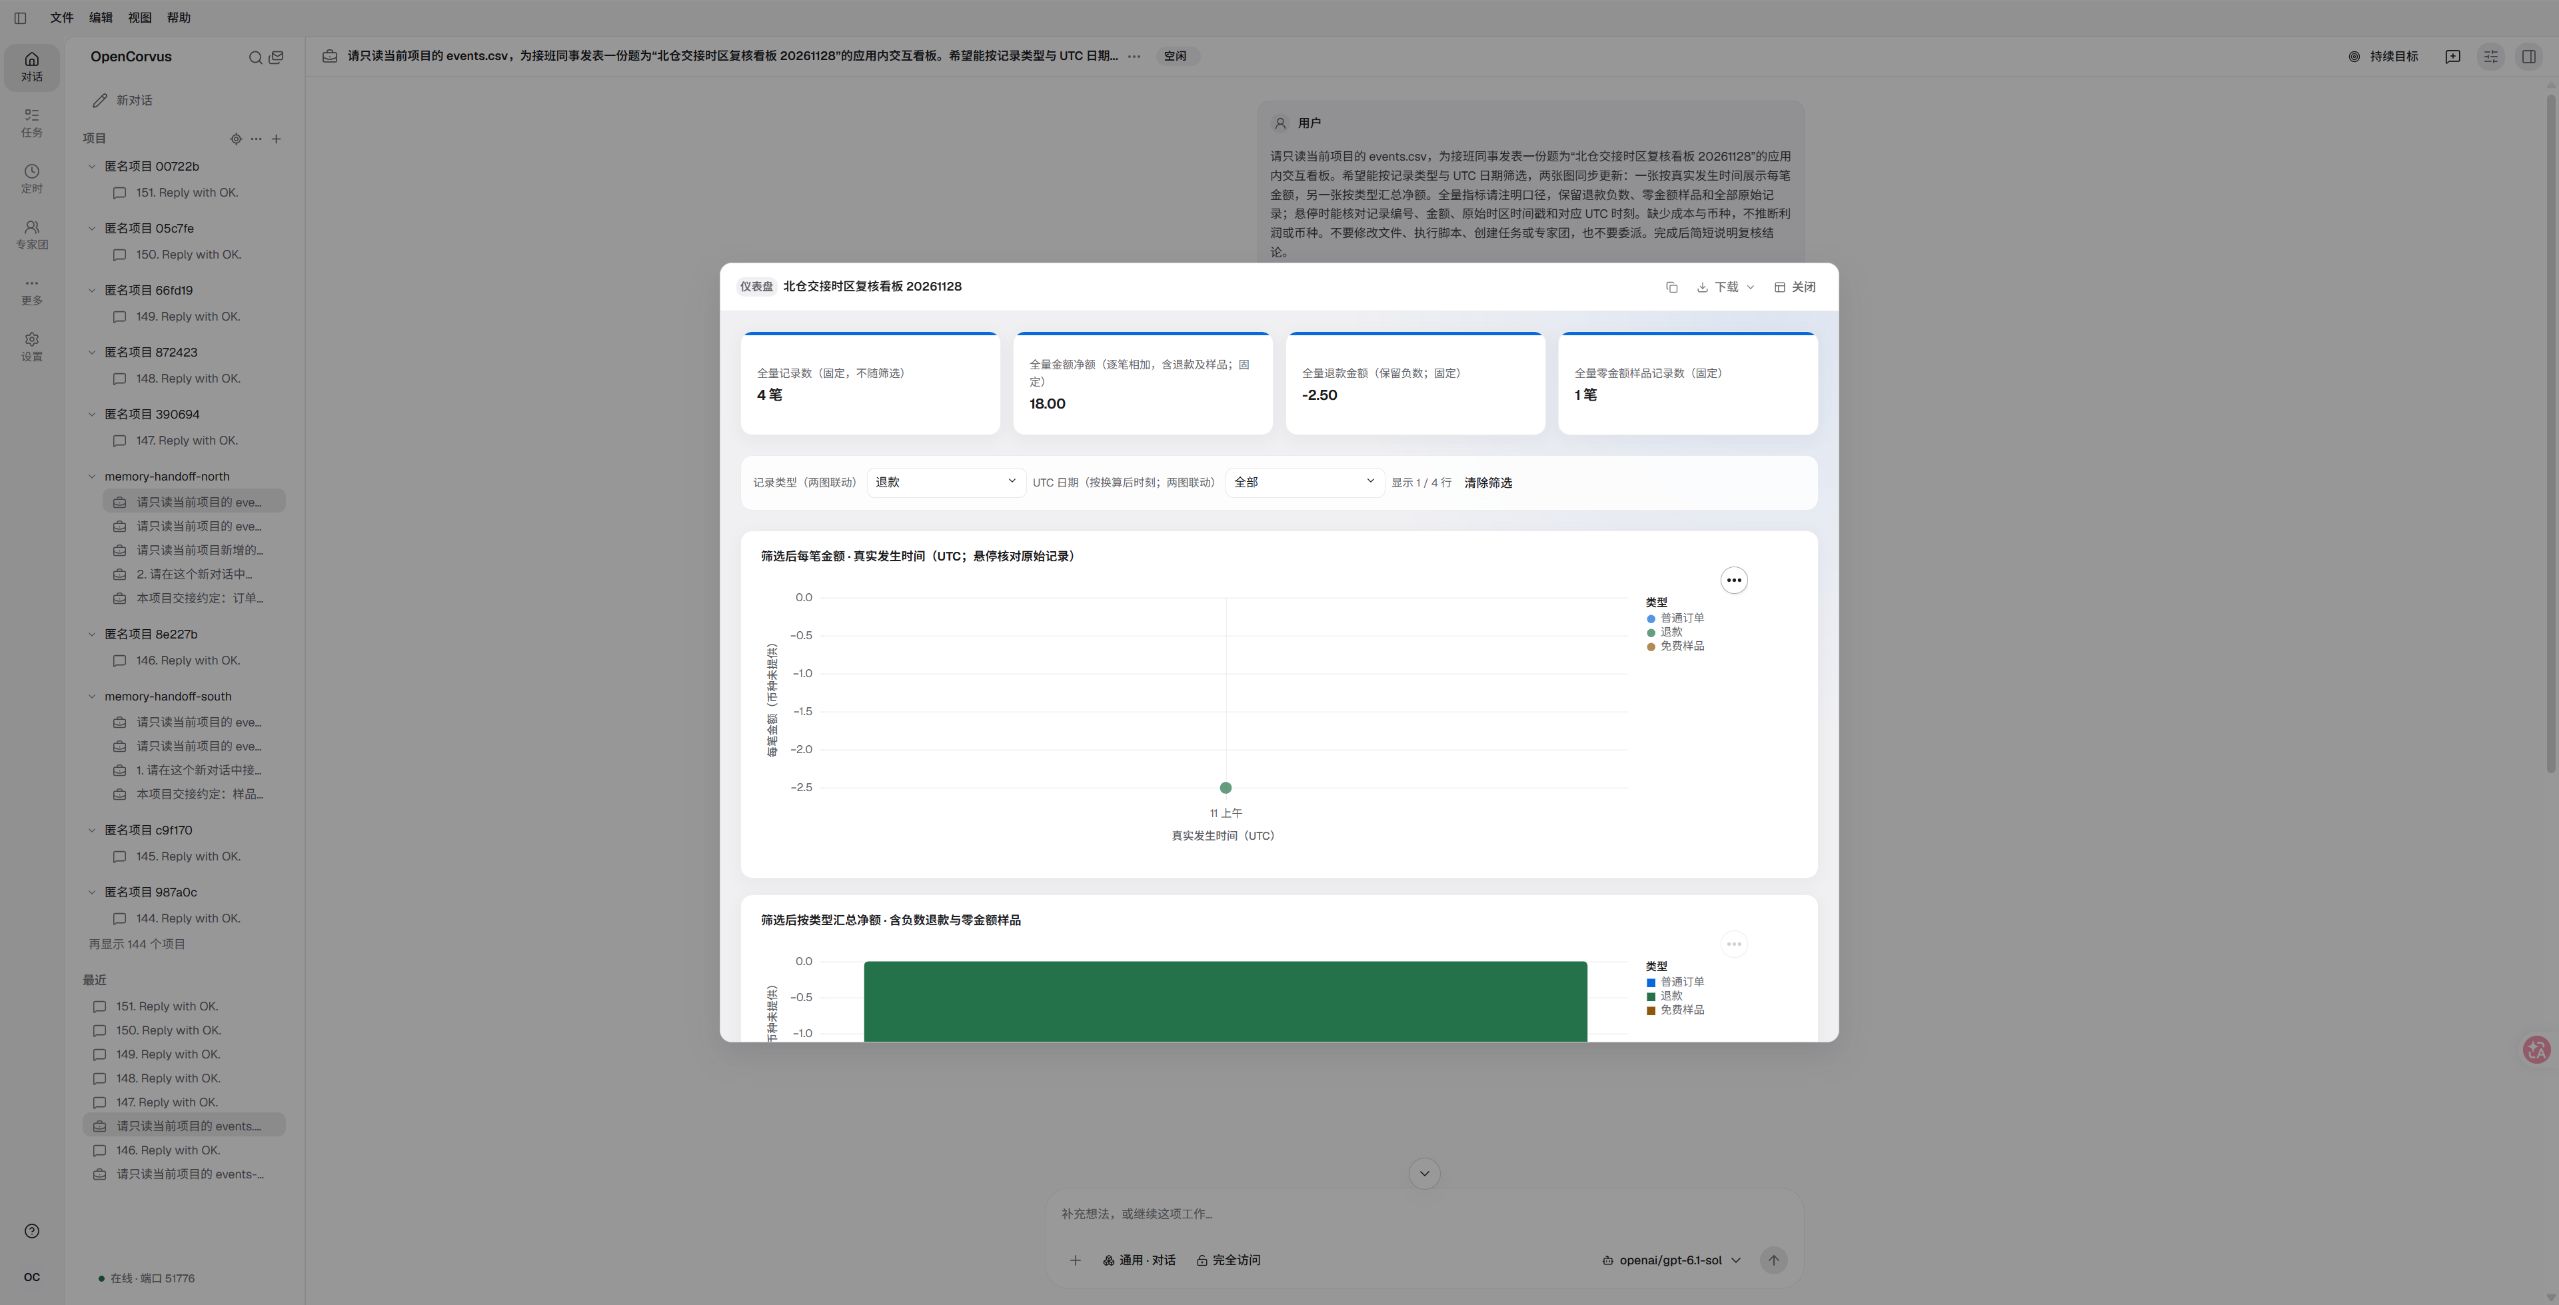 文件 编辑 视图 帮助
对话
任务
定时
专家团
更多
设置
OC
OpenCorvus
新对话
项目
匿名项目 00722b
151. Reply with OK.
匿名项目 05c7fe
150. Reply with OK.
匿名项目 66fd19
149. Reply with OK.
匿名项目 872423
148. Reply with OK.
匿名项目 390694
147. Reply with OK.
memory-handoff-north
请只读当前项目的 eve...
请只读当前项目的 eve...
请只读当前项目新增的...
2. 请在这个新对话中...
本项目交接约定：订单...
匿名项目 8e227b
146. Reply with OK.
memory-handoff-south
请只读当前项目的 eve...
请只读当前项目的 eve...
1. 请在这个新对话中接...
本项目交接约定：样品...
匿名项目 c9f170
145. Reply with OK.
匿名项目 987a0c
144. Reply with OK.
再显示 144 个项目
最近
151. Reply with OK.
150. Reply with OK.
149. Reply with OK.
148. Reply with OK.
147. Reply with OK.
请只读当前项目的 events....
146. Reply with OK.
请只读当前项目的 events-...
在线 · 端口 51776
请只读当前项目的 events.csv，为接班同事发表一份题为“北仓交接时区复核看板 20261128”的应用内交互看板。希望能按记录类型与 UTC 日期... ··· 空闲
持续目标
用户
请只读当前项目的 events.csv，为接班同事发表一份题为“北仓交接时区复核看板 20261128”的应用
内交互看板。希望能按记录类型与 UTC 日期筛选，两张图同步更新：一张按真实发生时间展示每笔
金额，另一张按类型汇总净额。全量指标请注明口径，保留退款负数、零金额样品和全部原始记
录；悬停时能核对记录编号、金额、原始时区时间戳和对应 UTC 时刻。缺少成本与币种，不推断利
润或币种。不要修改文件、执行脚本、创建任务或专家团，也不要委派。完成后简短说明复核结
论。
仪表盘 北仓交接时区复核看板 20261128
下载 关闭
全量记录数（固定，不随筛选）
4 笔
全量金额净额（逐笔相加，含退款及样品；固
定）
18.00
全量退款金额（保留负数；固定）
-2.50
全量零金额样品记录数（固定）
1 笔
记录类型（两图联动） 退款 UTC 日期（按换算后时刻；两图联动） 全部 显示 1 / 4 行 清除筛选
筛选后每笔金额 · 真实发生时间（UTC；悬停核对原始记录）
每笔金额（币种未提供）
0.0
−0.5
−1.0
−1.5
−2.0
−2.5
11 上午
真实发生时间（UTC）
类型
普通订单
退款
免费样品
筛选后按类型汇总净额 · 含负数退款与零金额样品
币种未提供）
0.0
−0.5
−1.0
类型
普通订单
退款
免费样品
补充想法，或继续这项工作...
通用 · 对话 完全访问
openai/gpt-6.1-sol